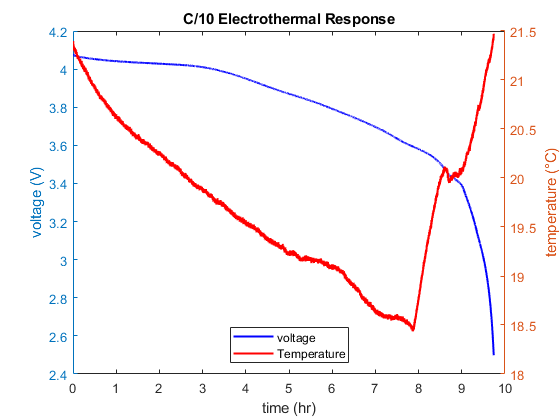 C/10 Electrothermal Response
4.2
4
3.8
3.6
3.4
3.2
3
2.8
2.6
2.4
voltage (V)
21.5
21
20.5
20
19.5
19
18.5
18
temperature (°C)
voltage
Temperature
0 1 2 3 4 5 6 7 8 9 10
time (hr)